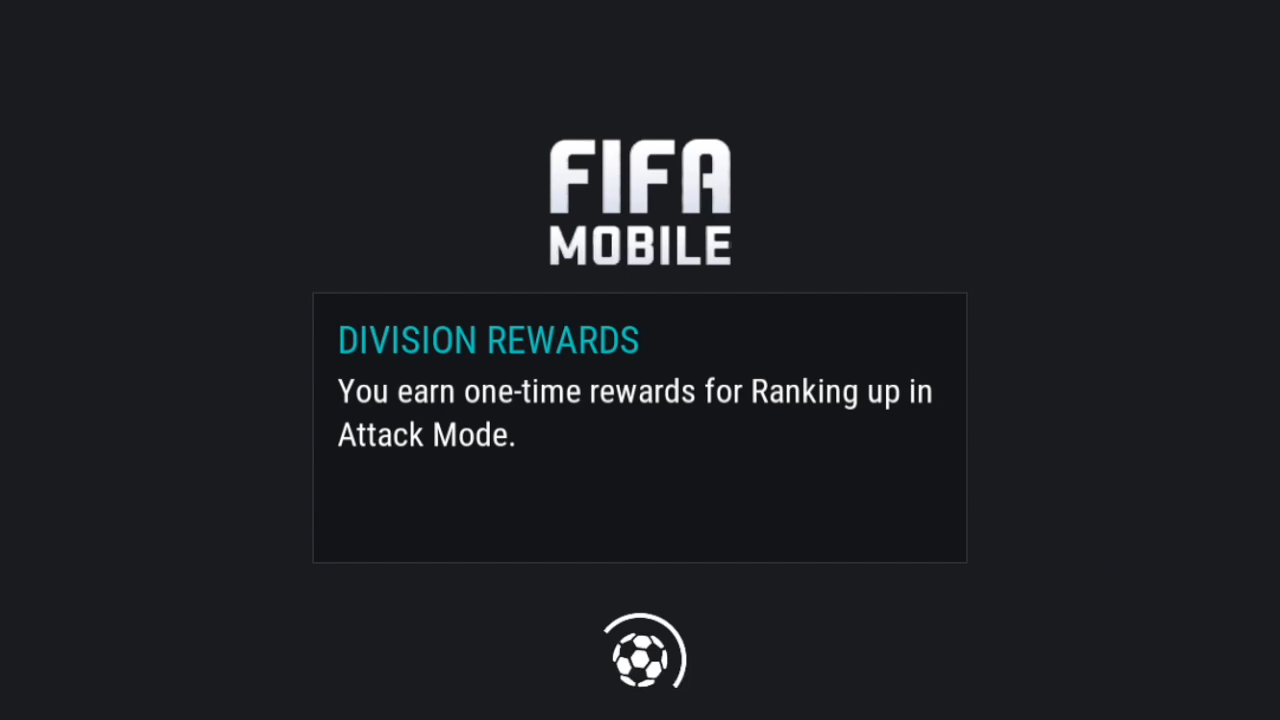 FIFA
MOBILE
DIVISION REWARDS
You earn one-time rewards for Ranking up in
Attack Mode.